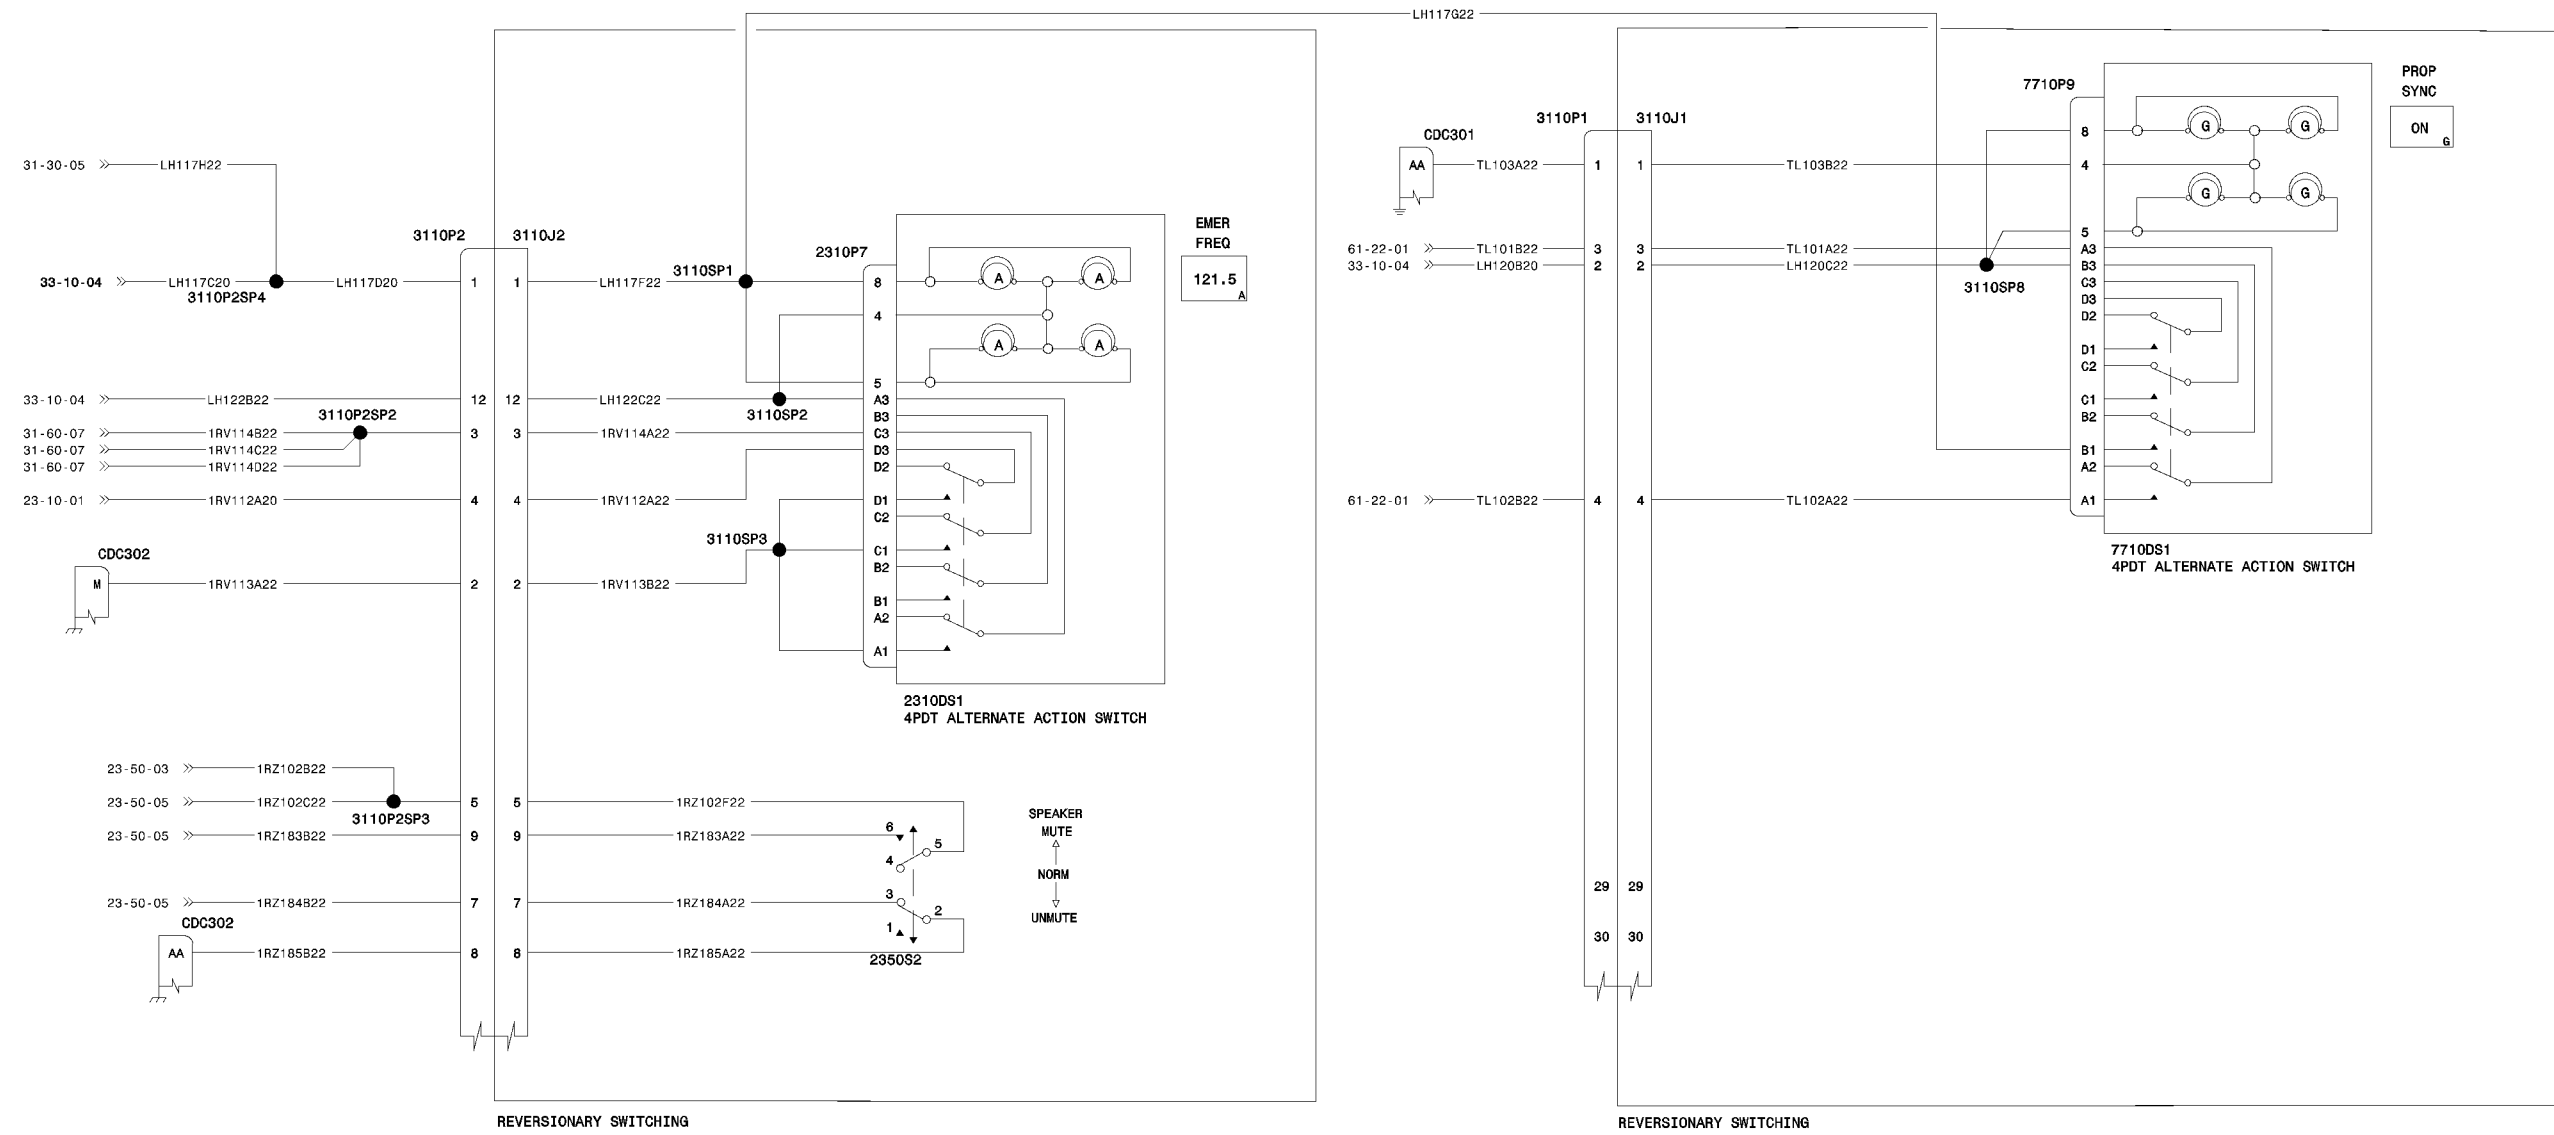 LH117G22
31-30-05 LH117H22
3110P2 3110J2
33-10-04 LH117C20 LH117D20 1 1 LH117F22
3110P2SP4
3110SP1
33-10-04 LH122B22 12 12 LH122C22
3110P2SP2
3110SP2
31-60-07 1RV114B22 3 3 1RV114A22
31-60-07 1RV114C22
31-60-07 1RV114D22
23-10-01 1RV112A20 4 4 1RV112A22
3110SP3
CDC302
M 1RV113A22 2 2 1RV113B22
2310P7
8
4
5
A3
B3
C3
D3
D2
D1
C2
C1
B2
B1
A2
A1
A A
A A
EMER
FREQ
121.5
A
2310DS1
4PDT ALTERNATE ACTION SWITCH
23-50-03 1RZ102B22
23-50-05 1RZ102C22 5 5 1RZ102F22
3110P2SP3
23-50-05 1RZ183B22 9 9 1RZ183A22
23-50-05 1RZ184B22 7 7 1RZ184A22
CDC302
AA 1RZ185B22 8 8 1RZ185A22
6
5
4
3
2
1
2350S2
SPEAKER
MUTE
NORM
UNMUTE
REVERSIONARY SWITCHING
3110P1 3110J1
CDC301
AA TL103A22 1 1 TL103B22
61-22-01 TL101B22 3 3 TL101A22
33-10-04 LH120B20 2 2 LH120C22
3110SP8
61-22-01 TL102B22 4 4 TL102A22
29 29
30 30
7710P9
8
4
5
A3
B3
C3
D3
D2
D1
C2
C1
B2
B1
A2
A1
G G
G G
PROP
SYNC
ON
G
7710DS1
4PDT ALTERNATE ACTION SWITCH
REVERSIONARY SWITCHING